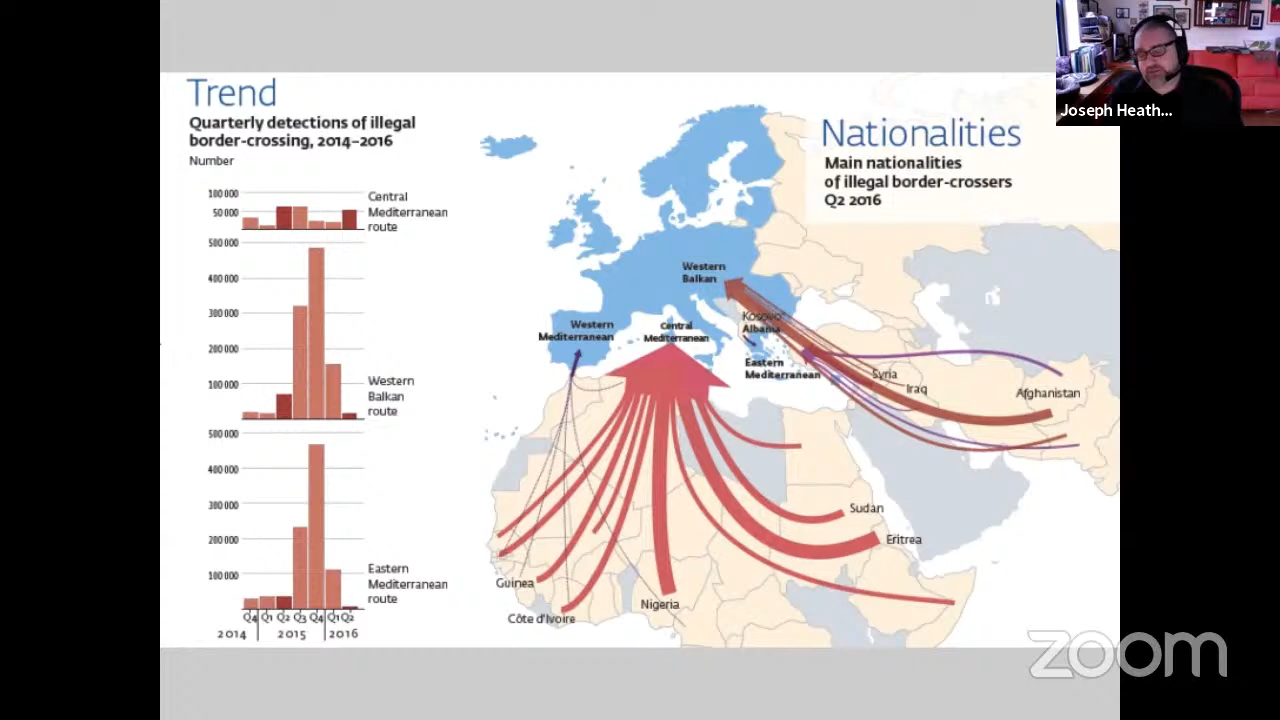 Trend
Quarterly detections of illegal
border-crossing, 2014–2016
Number
100 000
50 000
Central
Mediterranean
route
500 000
400 000
300 000
200 000
100 000
Western
Balkan
route
500 000
400 000
300 000
200 000
100 000
Eastern
Mediterranean
route
Q4 Q1 Q2 Q3 Q4 Q1 Q2
2014 2015 2016
Nationalities
Main nationalities
of illegal border-crossers
Q2 2016
Western
Balkan
Western
Mediterranean
Central
Mediterranean
Kosovo*
Albania
Eastern
Mediterranean
Syria
Iraq
Afghanistan
Sudan
Eritrea
Guinea
Nigeria
Côte d'Ivoire
Joseph Heath...
zoom